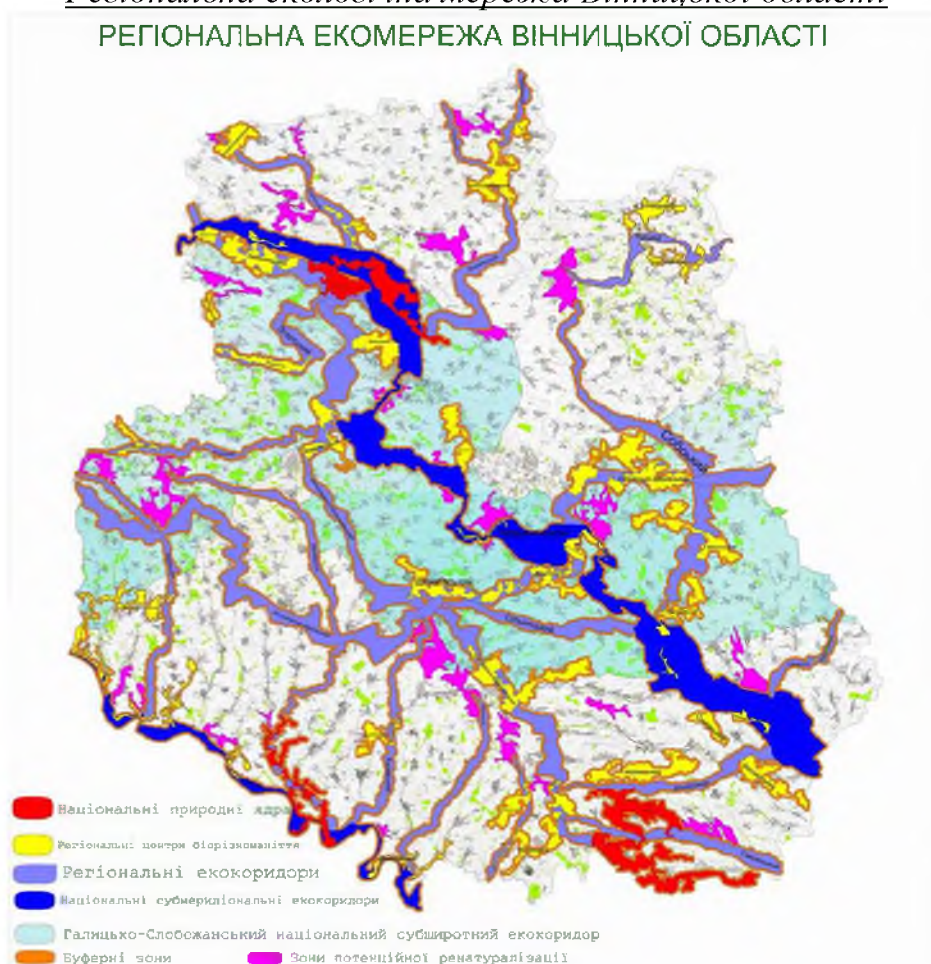 Регіональна екологічна мережа Вінницької області
РЕГІОНАЛЬНА ЕКОМЕРЕЖА ВІННИЦЬКОЇ ОБЛАСТІ
Собський
Національні природні ядра
Регіональні центри біорізноманіття
Регіональні екокоридори
Національні субмеридіональні екокоридори
Галицько-Слобожанський національний субширотний екокоридор
Буферні зони
Зони потенційної ренатуралізації